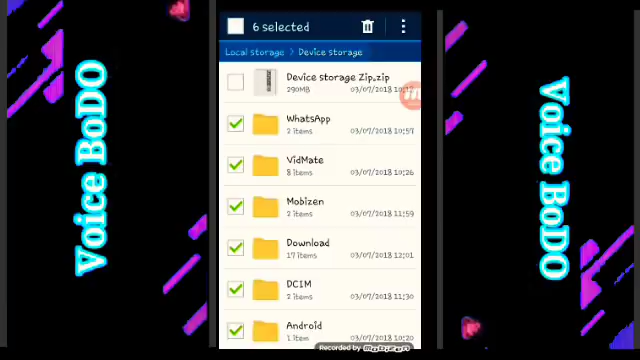 Voice BoDO
6 selected
Local storage > Device storage
Device storage Zip.zip
290MB
WhatsApp
2 items 03/07/2018 10:57
VidMate
8 items 03/07/2018 10:26
Mobizen
2 items 03/07/2018 11:59
Download
17 items 03/07/2018 12:01
DCIM
2 items 03/07/2018 11:30
Android
1 item 03/07/2018 10:20
Recorded by Mobizen
Voice BoDO